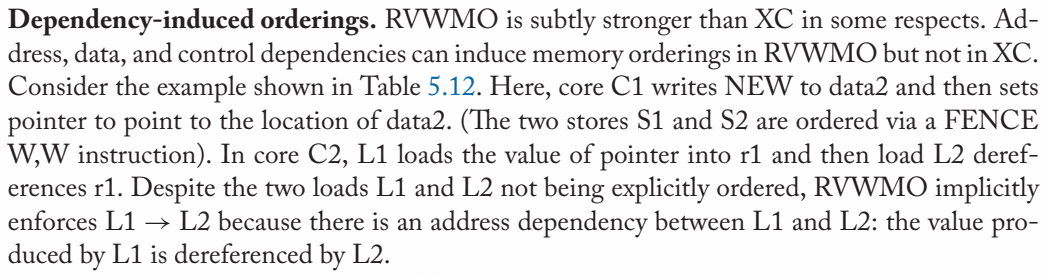 Dependency-induced orderings. RVWMO is subtly stronger than XC in some respects. Ad-
dress, data, and control dependencies can induce memory orderings in RVWMO but not in XC.
Consider the example shown in Table 5.12. Here, core C1 writes NEW to data2 and then sets
pointer to point to the location of data2. (The two stores S1 and S2 are ordered via a FENCE
W,W instruction). In core C2, L1 loads the value of pointer into r1 and then load L2 deref-
erences r1. Despite the two loads L1 and L2 not being explicitly ordered, RVWMO implicitly
enforces L1 → L2 because there is an address dependency between L1 and L2: the value pro-
duced by L1 is dereferenced by L2.